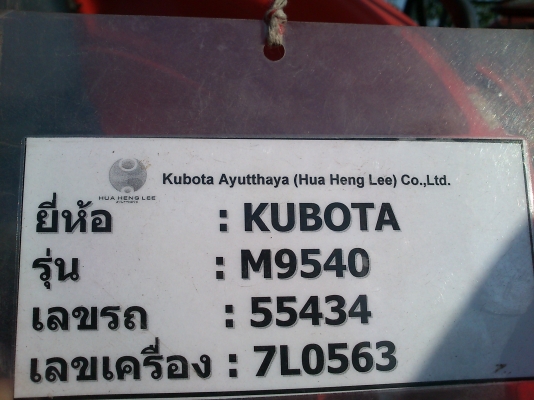 Kubota Ayutthaya (Hua Heng Lee) Co.,Ltd.
HUA HENG LEE
ยี่ห้อ : KUBOTA
รุ่น : M9540
เลขรถ : 55434
เลขเครื่อง : 7L0563